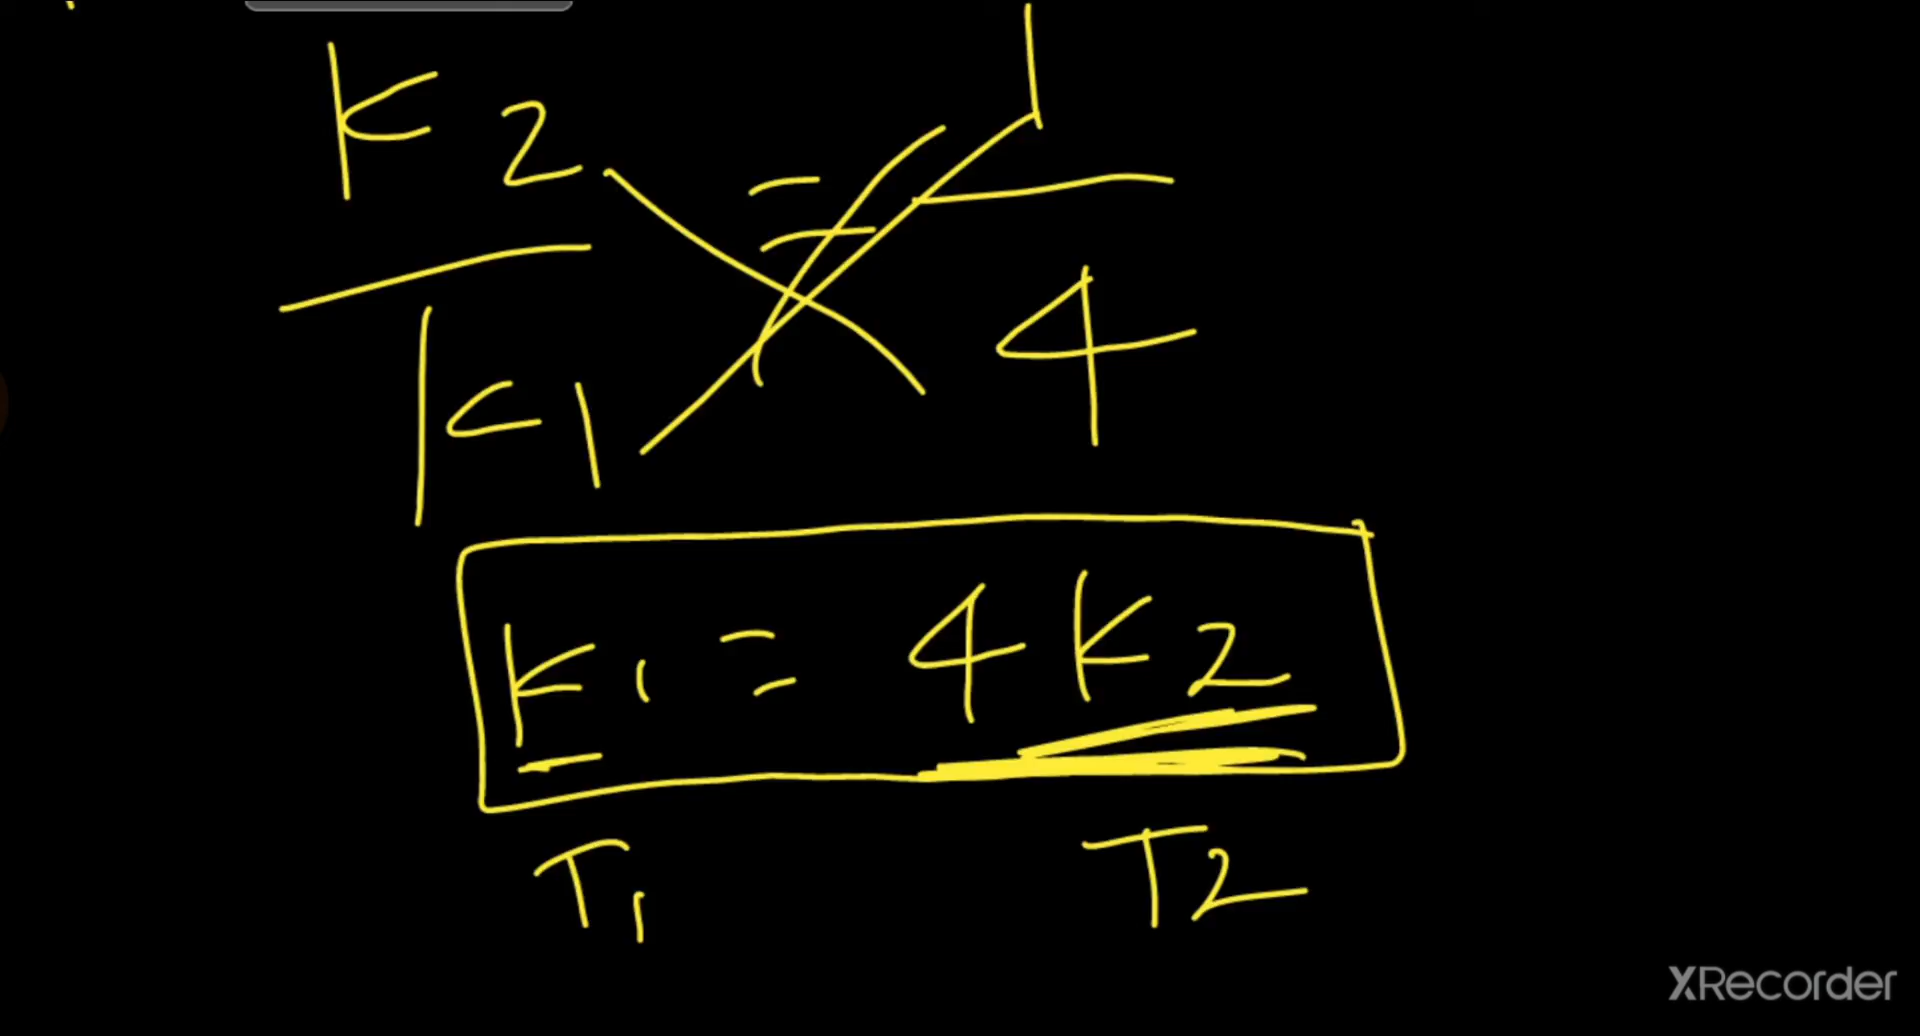 K2 = 1
K1 4
K1 = 4K2
T1 T2
XRecorder